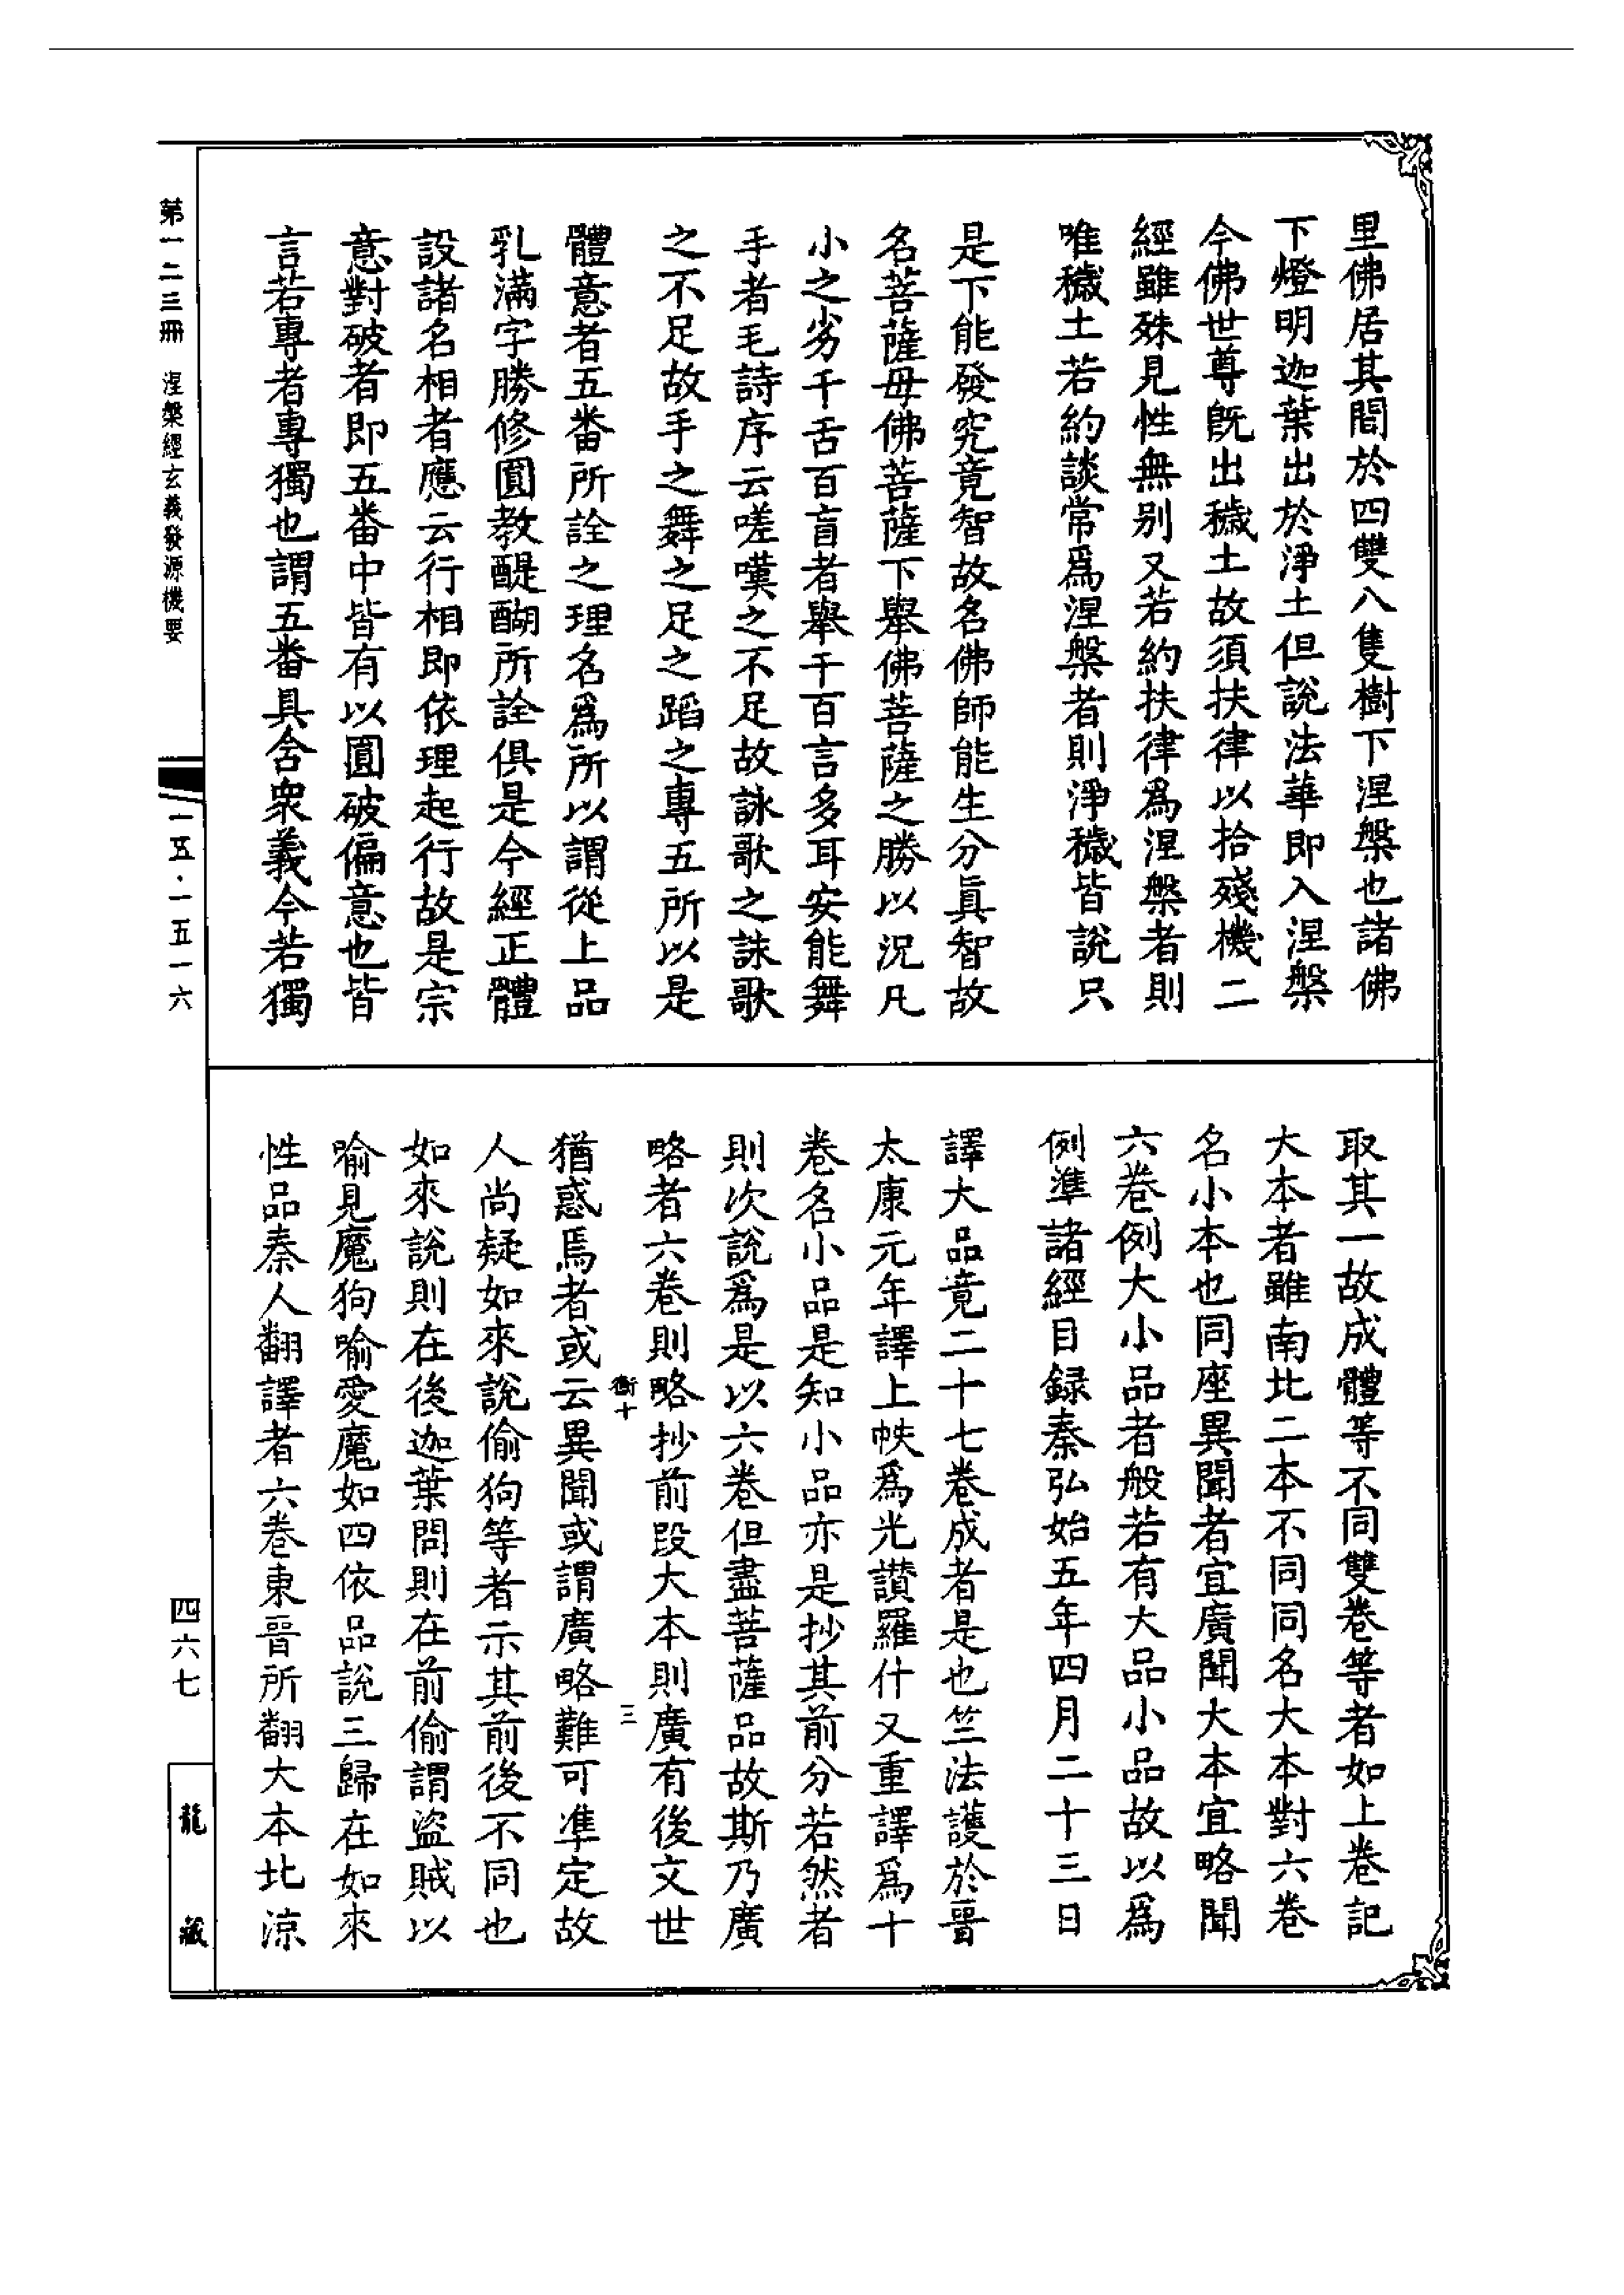 里佛居其間於四雙八隻樹下涅槃也諸佛
下燈明迦葉出於淨土但說法華即入涅槃
今佛世尊既出穢土故須扶律以拾殘機二
經雖殊見性無別又若約扶律爲涅槃者則
唯穢土若約談常爲涅槃者則淨穢皆說只
是下能發究竟智故名佛師能生分眞智故
名菩薩母佛菩薩下舉佛菩薩之勝以況凡
小之劣千舌百盲者舉千百言多耳安能舞
手者毛詩序云嗟嘆之不足故詠歌之誄歌
之不足故手之舞之足之蹈之專五所以是
體意者五番所詮之理名爲所以謂從上品
乳滿字勝修圓教醍醐所詮俱是今經正體
設諸名相者應云行相即依理起行故是宗
意對破者即五番中皆有以圓破偏意也皆
言若專者專獨也謂五番具含衆義今若獨
取其一故成體等不同雙卷等者如上卷記
大本者雖南北二本不同同名大本對六卷
名小本也同座異聞者宜廣聞大本宜略聞
六卷例大小品者般若有大品小品故以爲
例準諸經目録秦弘始五年四月二十三日
譯大品竟二十七卷成者是也竺法護於晉
太康元年譯上帙爲光讃羅什又重譯爲十
卷名小品是知小品亦是抄其前分若然者
則次說爲是以六卷但盡菩薩品故斯乃廣
略者六卷則略抄前段大本則廣有後文世
衝十 三
猶惑焉者或云異聞或謂廣略難可準定故
人尚疑如來說偷狗等者示其前後不同也
如來說則在後迦葉問則在前偷謂盜賊以
喻見魔狗喻愛魔如四依品說三歸在如來
性品秦人翻譯者六卷東晉所翻大本北涼
第一二三冊 涅槃經玄義發源機要
一五·一五一六
四六七
龍藏